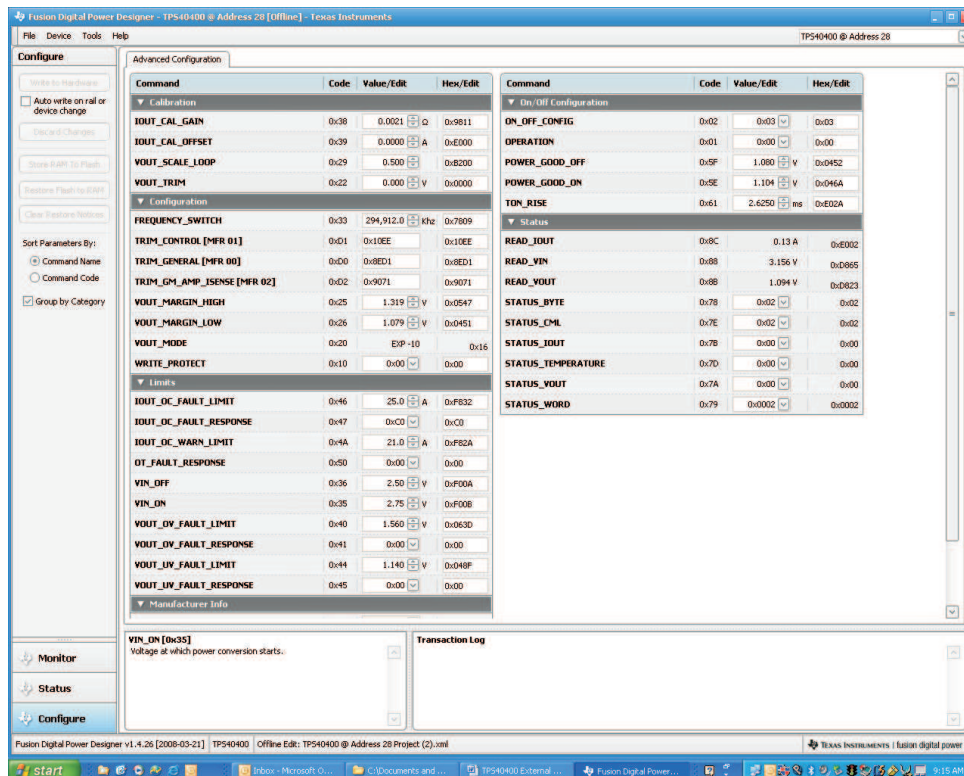 Fusion Digital Power Designer - TPS40400 @ Address 28 [Offline] - Texas Instruments
File Device Tools Help
TPS40400 @ Address 28
Configure
Write to Hardware
Auto write on rail or
device change
Discard Changes
Store RAM To Flash
Restore Flash to RAM
Clear Restore Notices
Sort Parameters By:
Command Name
Command Code
Group by Category
Advanced Configuration
Command Code Value/Edit Hex/Edit
Calibration
IOUT_CAL_GAIN 0x38 0.0021 Ω 0x9811
IOUT_CAL_OFFSET 0x39 0.0000 A 0xE000
VOUT_SCALE_LOOP 0x29 0.500 0xB200
VOUT_TRIM 0x22 0.000 V 0x0000
Configuration
FREQUENCY_SWITCH 0x33 294,912.0 Khz 0x7809
TRIM_CONTROL [MFR 01] 0xD1 0x10EE 0x10EE
TRIM_GENERAL [MFR 00] 0xD0 0x8ED1 0x8ED1
TRIM_GM_AMP_ISENSE [MFR 02] 0xD2 0x9071 0x9071
VOUT_MARGIN_HIGH 0x25 1.319 V 0x0547
VOUT_MARGIN_LOW 0x26 1.079 V 0x0451
VOUT_MODE 0x20 EXP -10 0x16
WRITE_PROTECT 0x10 0x00 0x00
Limits
IOUT_OC_FAULT_LIMIT 0x46 25.0 A 0xF832
IOUT_OC_FAULT_RESPONSE 0x47 0xC0 0xC0
IOUT_OC_WARN_LIMIT 0x4A 21.0 A 0xF82A
OT_FAULT_RESPONSE 0x50 0x00 0x00
VIN_OFF 0x36 2.50 V 0xF00A
VIN_ON 0x35 2.75 V 0xF00B
VOUT_OV_FAULT_LIMIT 0x40 1.560 V 0x063D
VOUT_OV_FAULT_RESPONSE 0x41 0x00 0x00
VOUT_UV_FAULT_LIMIT 0x44 1.140 V 0x048F
VOUT_UV_FAULT_RESPONSE 0x45 0x00 0x00
Manufacturer Info
Command Code Value/Edit Hex/Edit
On/Off Configuration
ON_OFF_CONFIG 0x02 0x03 0x03
OPERATION 0x01 0x00 0x00
POWER_GOOD_OFF 0x5F 1.080 V 0x0452
POWER_GOOD_ON 0x5E 1.104 V 0x046A
TON_RISE 0x61 2.6250 ms 0xE02A
Status
READ_IOUT 0x8C 0.13 A 0xE002
READ_VIN 0x88 3.156 V 0xD865
READ_VOUT 0x8B 1.094 V 0xD823
STATUS_BYTE 0x78 0x02 0x02
STATUS_CML 0x7E 0x02 0x02
STATUS_IOUT 0x7B 0x00 0x00
STATUS_TEMPERATURE 0x7D 0x00 0x00
STATUS_VOUT 0x7A 0x00 0x00
STATUS_WORD 0x79 0x0002 0x0002
VIN_ON [0x35]
Voltage at which power conversion starts.
Transaction Log
Monitor
Status
Configure
Fusion Digital Power Designer v1.4.26 [2008-03-21] TPS40400 Offline Edit: TPS40400 @ Address 28 Project (2).xml
TEXAS INSTRUMENTS | fusion digital power
start
Inbox - Microsoft O...
C:\Documents and ...
TPS40400 External ...
Fusion Digital Power...
9:15 AM